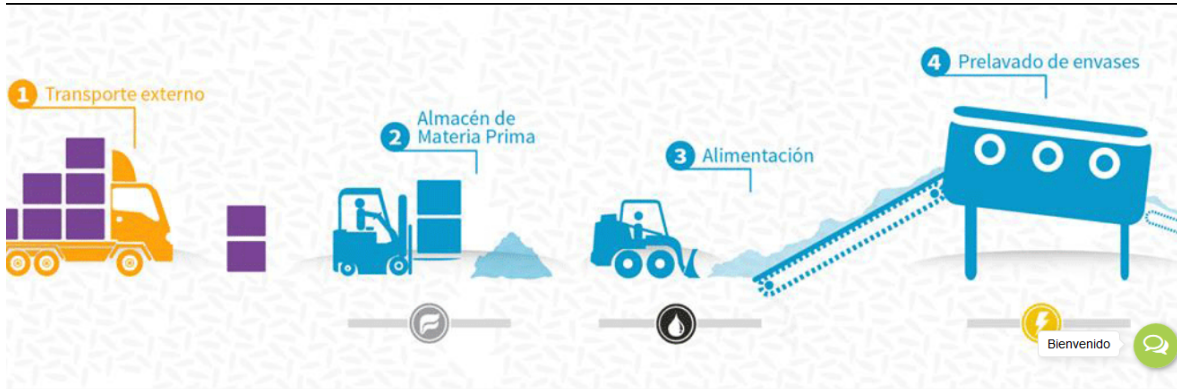 1 Transporte externo
2 Almacén de
Materia Prima
3 Alimentación
4 Prelavado de envases
Bienvenido